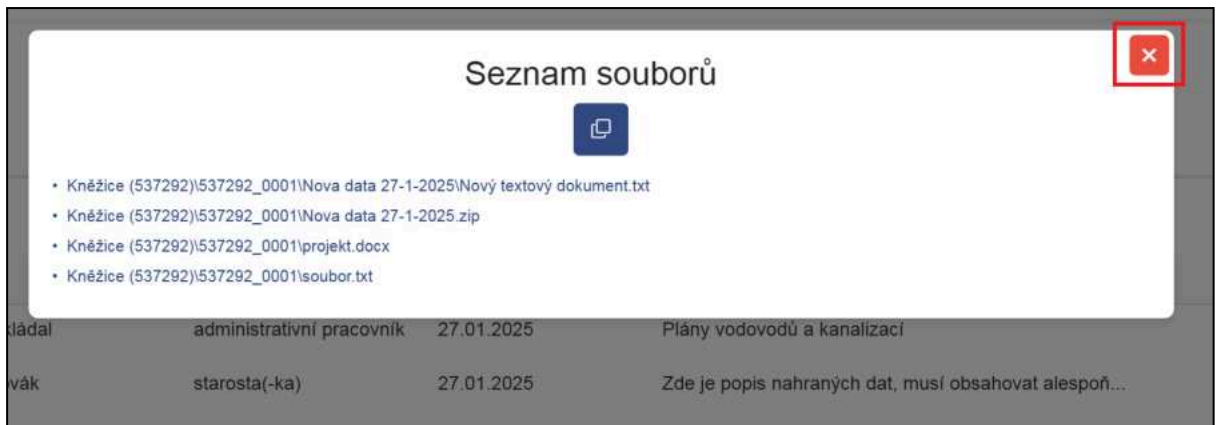 Seznam souborů
Kněžice (537292)\537292_0001\Nova data 27-1-2025\Nový textový dokument.txt
Kněžice (537292)\537292_0001\Nova data 27-1-2025.zip
Kněžice (537292)\537292_0001\projekt.docx
Kněžice (537292)\537292_0001\soubor.txt
kládal administrativní pracovník 27.01.2025 Plány vodovodů a kanalizací
ovák starosta(-ka) 27.01.2025 Zde je popis nahraných dat, musí obsahovat alespoň...